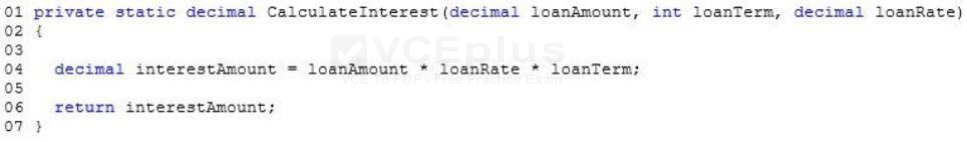 01 private static decimal CalculateInterest(decimal loanAmount, int loanTerm, decimal loanRate)
02 {
03
04 decimal interestAmount = loanAmount * loanRate * loanTerm;
05
06 return interestAmount;
07 }
VCEplus